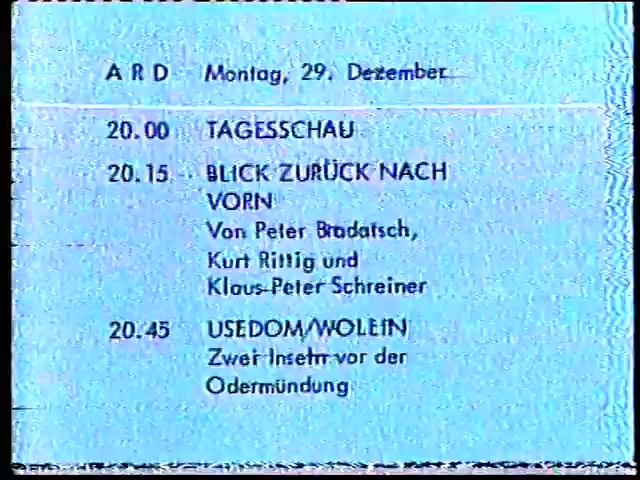 ARD Montag, 29. Dezember
20.00 TAGESSCHAU
20.15 BLICK ZURÜCK NACH
VORN
Von Peter Bradatsch,
Kurt Rittig und
Klaus-Peter Schreiner
20.45 USEDOM/WOLLIN
Zwei Inseln vor der
Odermündung